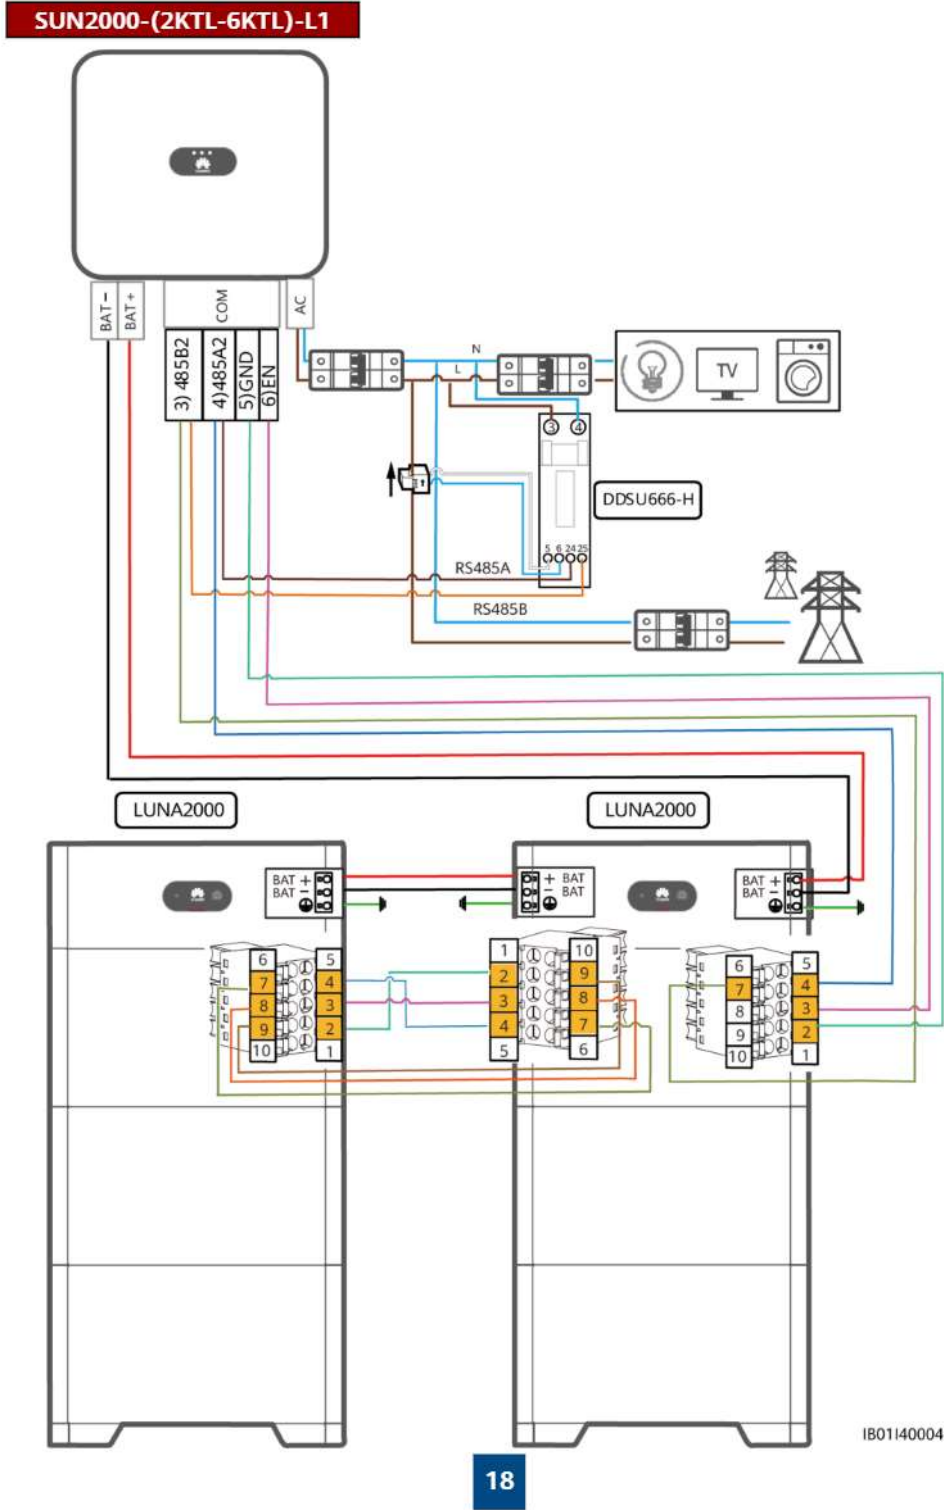 SUN2000-(2KTL-6KTL)-L1
BAT−
BAT+
COM
AC
3) 485B2
4)485A2
5)GND
6)EN
N
L
TV
3
4
DDSU666-H
5 6 24 25
RS485A
RS485B
LUNA2000
LUNA2000
BAT +
BAT −
+ BAT
− BAT
BAT +
BAT −
6
7
8
9
10
5
4
3
2
1
1
2
3
4
5
10
9
8
7
6
6
7
8
9
10
5
4
3
2
1
IB01I40004
18